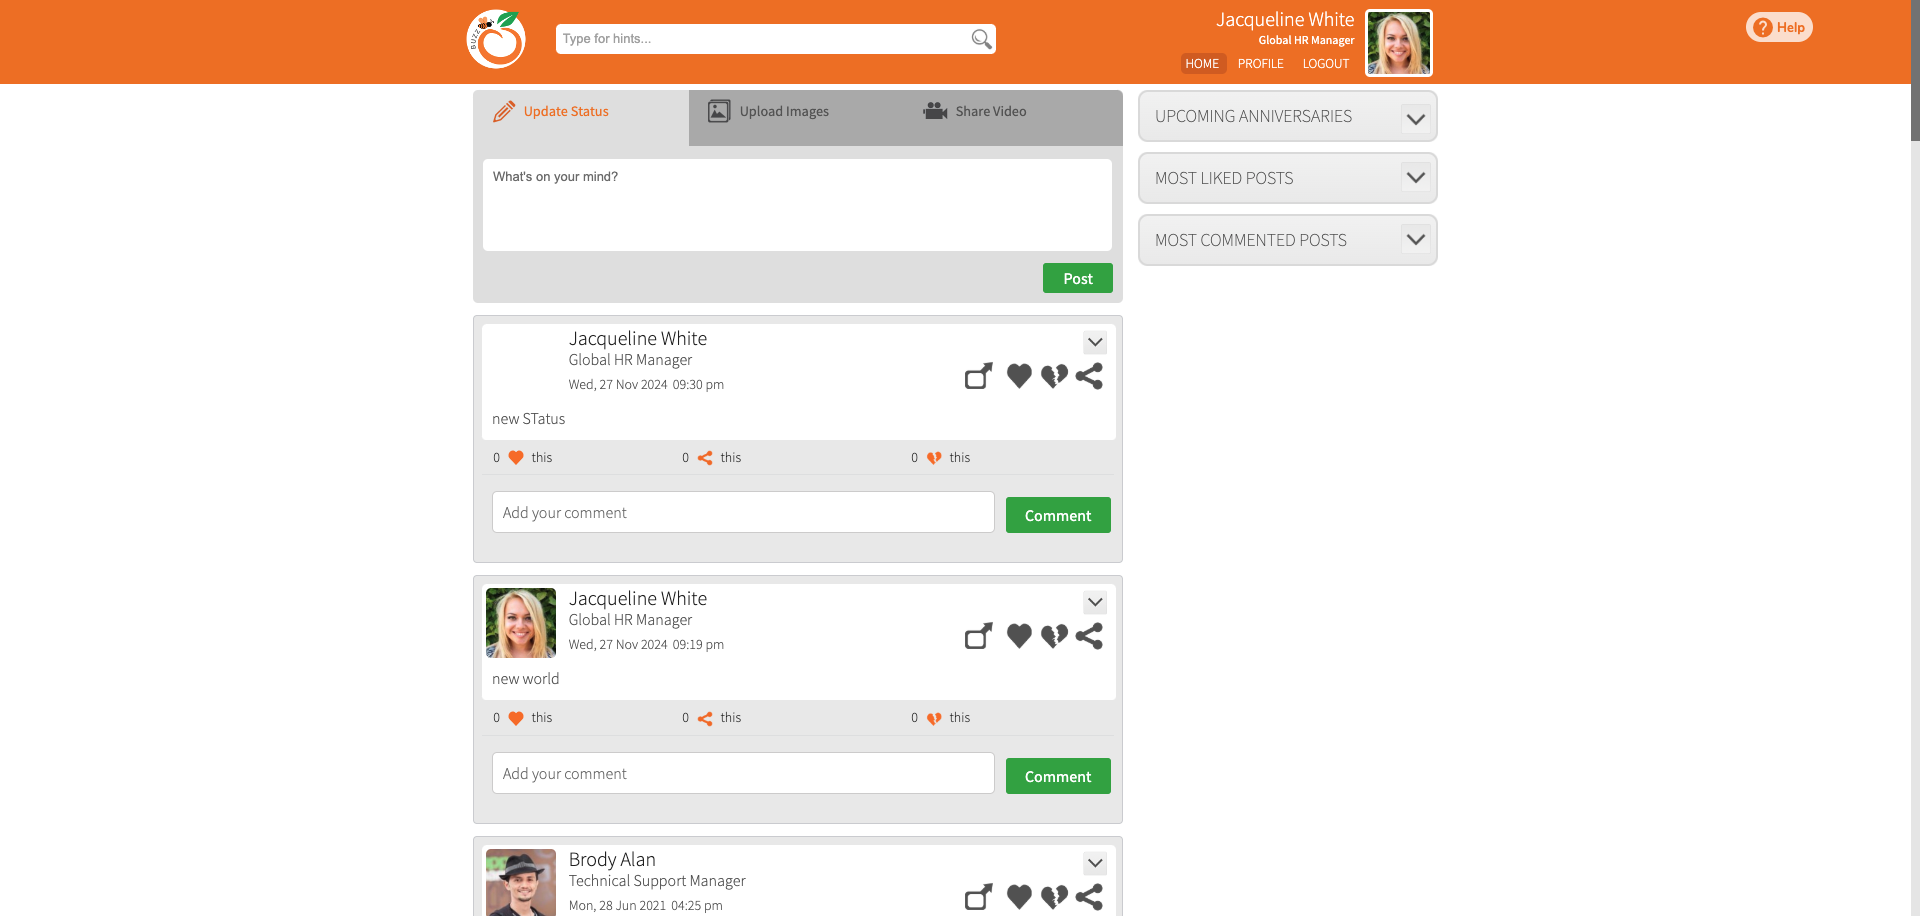 BUZZ
Type for hints...
Jacqueline White
Global HR Manager
HOME PROFILE LOGOUT
? Help
Update Status Upload Images Share Video
What's on your mind?
Post
UPCOMING ANNIVERSARIES
MOST LIKED POSTS
MOST COMMENTED POSTS
Jacqueline White
Global HR Manager
Wed, 27 Nov 2024 09:30 pm
new STatus
0 this 0 this 0 this
Add your comment
Comment
Jacqueline White
Global HR Manager
Wed, 27 Nov 2024 09:19 pm
new world
0 this 0 this 0 this
Add your comment
Comment
Brody Alan
Technical Support Manager
Mon, 28 Jun 2021 04:25 pm